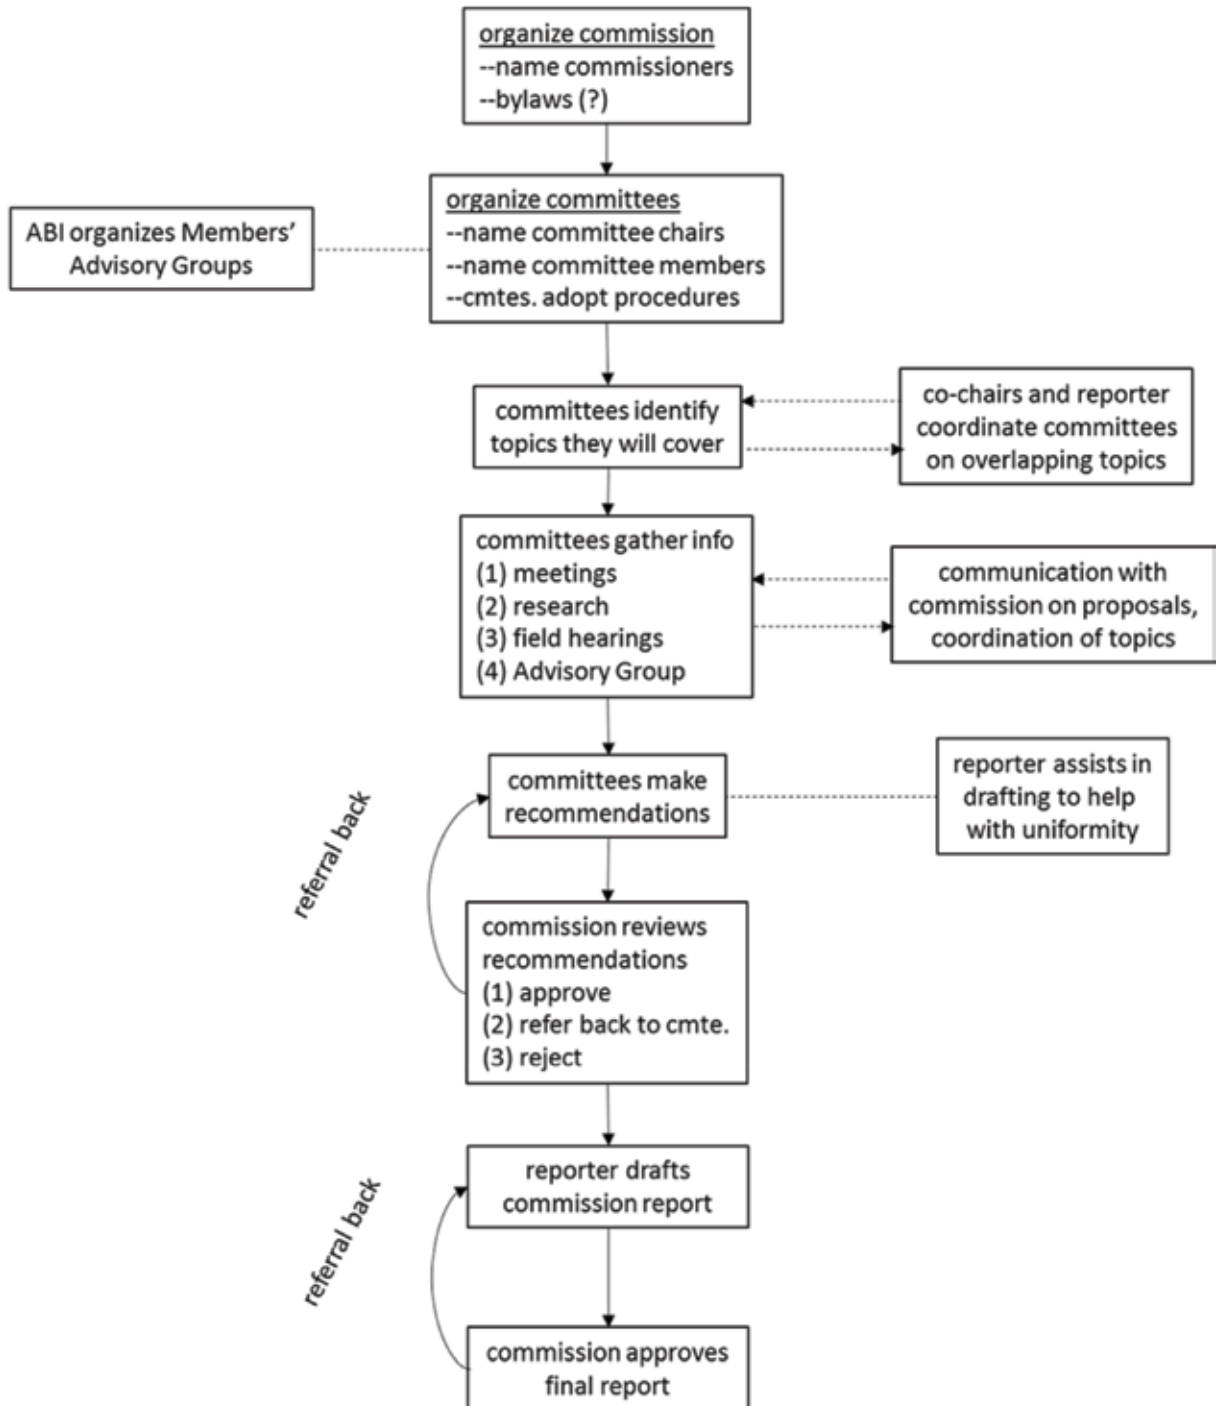 organize commission
--name commissioners
--bylaws (?)
organize committees
--name committee chairs
--name committee members
--cmtes. adopt procedures
ABI organizes Members’
Advisory Groups
committees identify
topics they will cover
co-chairs and reporter
coordinate committees
on overlapping topics
committees gather info
(1) meetings
(2) research
(3) field hearings
(4) Advisory Group
communication with
commission on proposals,
coordination of topics
committees make
recommendations
reporter assists in
drafting to help
with uniformity
referral back
commission reviews
recommendations
(1) approve
(2) refer back to cmte.
(3) reject
reporter drafts
commission report
referral back
commission approves
final report